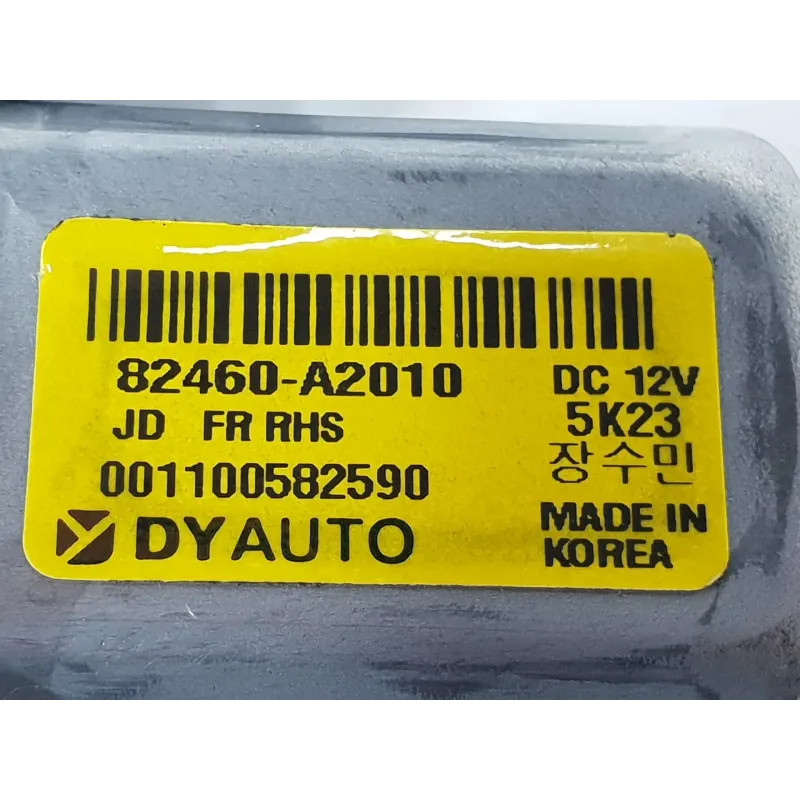 82460-A2010 DC 12V
JD FR RHS 5K23
장수민
001100582590
DYAUTO MADE IN
KOREA